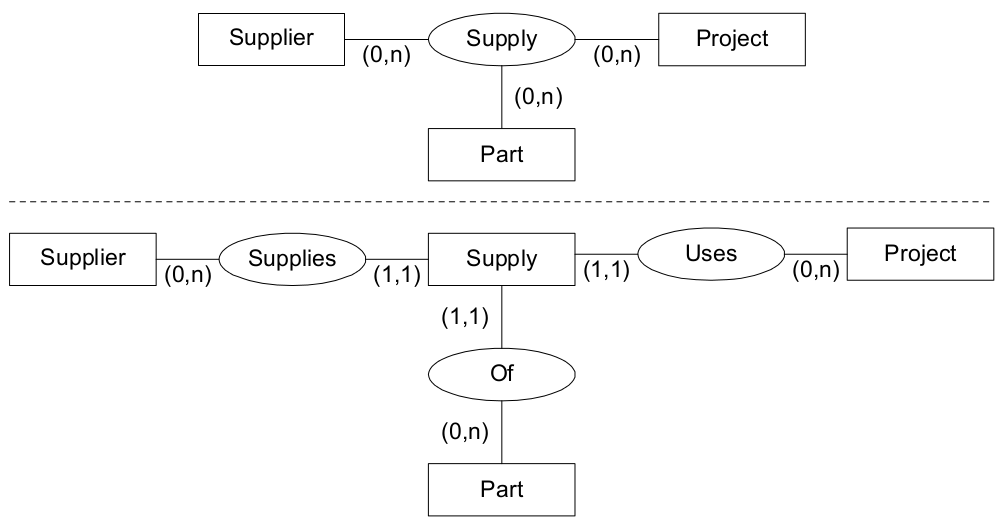 Supplier
Supply
Project
(0,n)
(0,n)
(0,n)
Part
Supplier
Supplies
Supply
Uses
Project
(0,n)
(1,1)
(1,1)
(0,n)
(1,1)
Of
(0,n)
Part